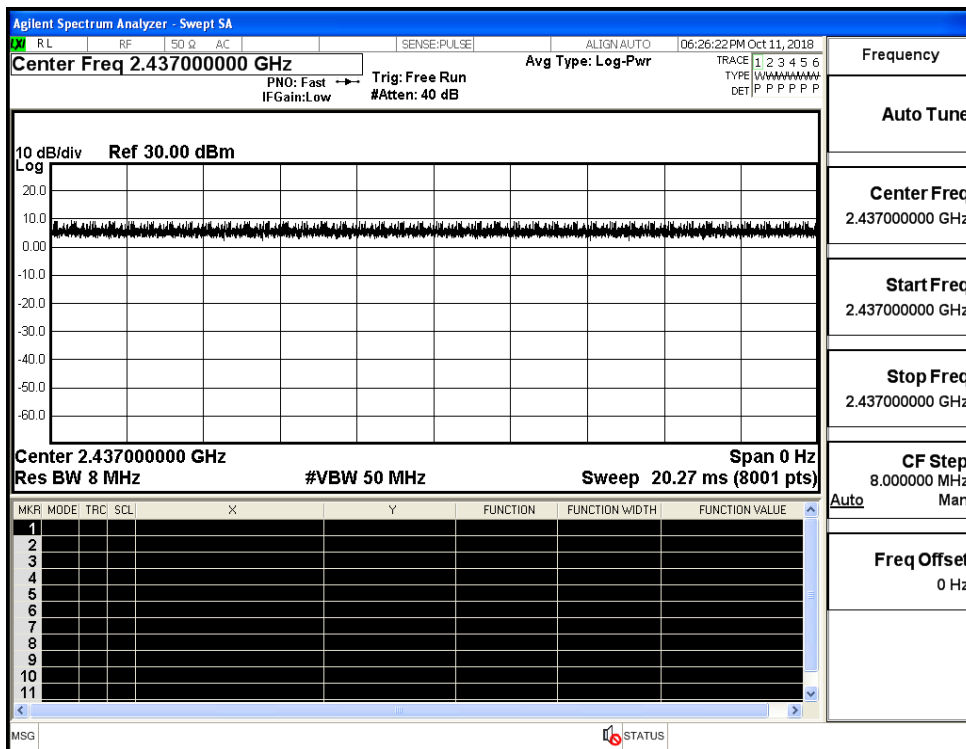 Agilent Spectrum Analyzer - Swept SA
LXI RL RF 50 Ω AC SENSE:PULSE ALIGN AUTO 06:26:22 PM Oct 11, 2018
Center Freq 2.437000000 GHz
PNO: Fast
IFGain:Low
Trig: Free Run
#Atten: 40 dB
Avg Type: Log-Pwr
TRACE 1 2 3 4 5 6
TYPE WWWWWW
DET P P P P P P
10 dB/div Ref 30.00 dBm
Log
20.0
10.0
0.00
-10.0
-20.0
-30.0
-40.0
-50.0
-60.0
Center 2.437000000 GHz Span 0 Hz
Res BW 8 MHz #VBW 50 MHz Sweep 20.27 ms (8001 pts)
MKR MODE TRC SCL X Y FUNCTION FUNCTION WIDTH FUNCTION VALUE
1
2
3
4
5
6
7
8
9
10
11
MSG STATUS
Frequency
Auto Tune
Center Freq
2.437000000 GHz
Start Freq
2.437000000 GHz
Stop Freq
2.437000000 GHz
CF Step
8.000000 MHz
Auto Man
Freq Offset
0 Hz